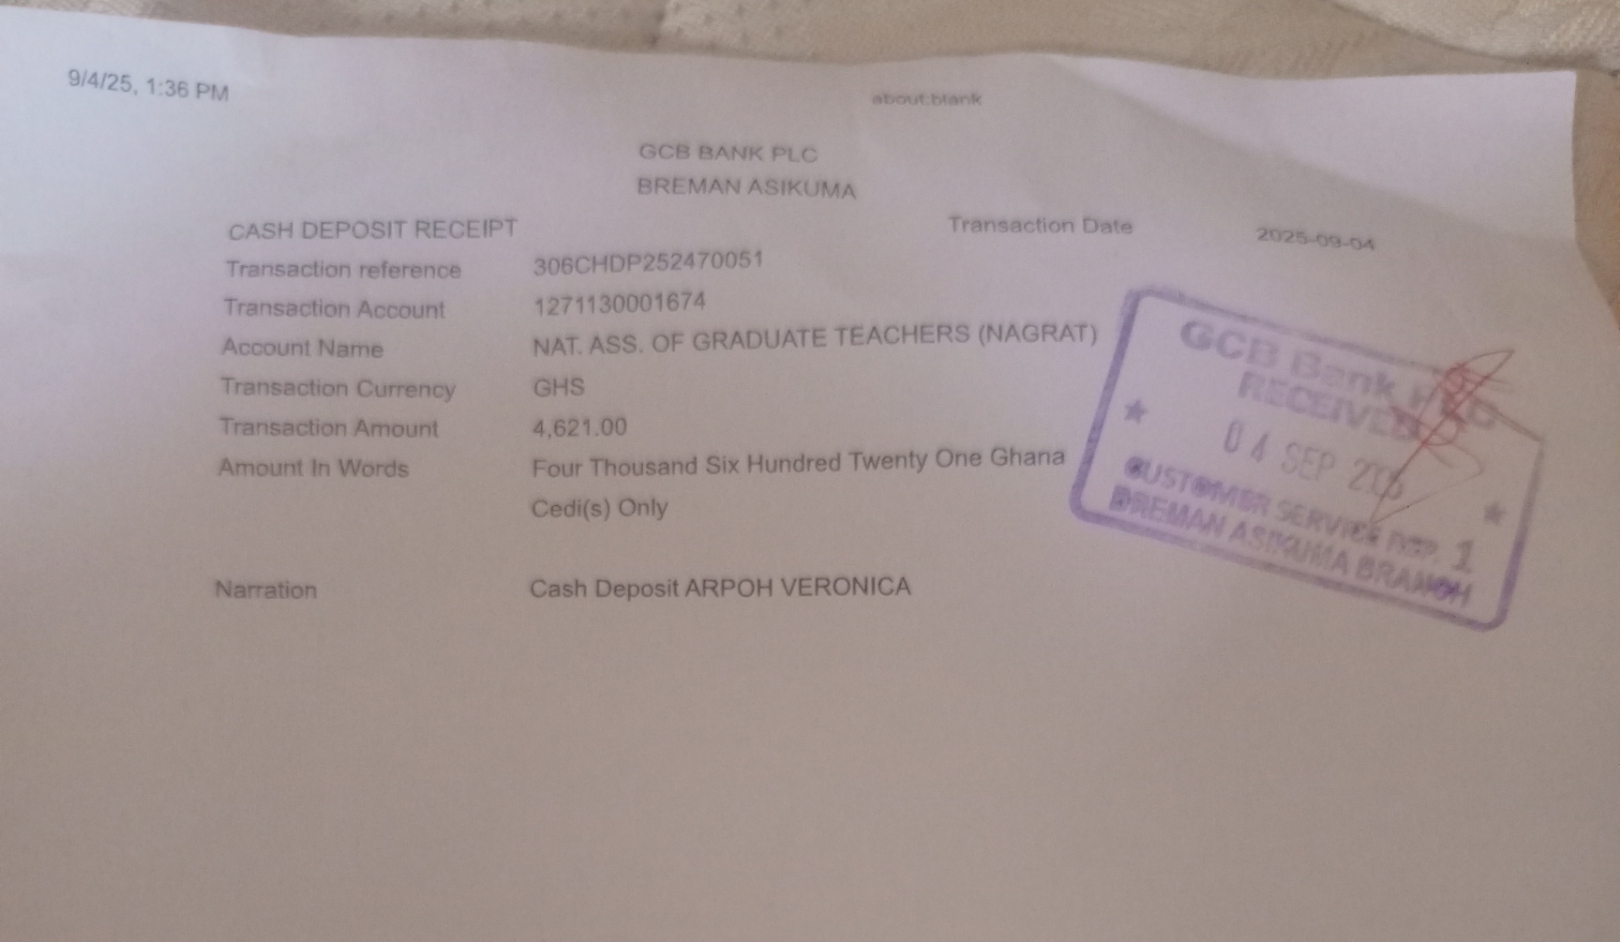 9/4/25, 1:36 PM
about:blank
GCB BANK PLC
BREMAN ASIKUMA
CASH DEPOSIT RECEIPT
Transaction Date 2025-09-04
Transaction reference 306CHDP252470051
Transaction Account 1271130001674
Account Name NAT. ASS. OF GRADUATE TEACHERS (NAGRAT)
Transaction Currency GHS
Transaction Amount 4,621.00
Amount In Words Four Thousand Six Hundred Twenty One Ghana
Cedi(s) Only
Narration Cash Deposit ARPOH VERONICA
GCB Bank PLC
RECEIVED
04 SEP
CUSTOMER SERVICE 1
BREMAN ASIKUMA BRANCH